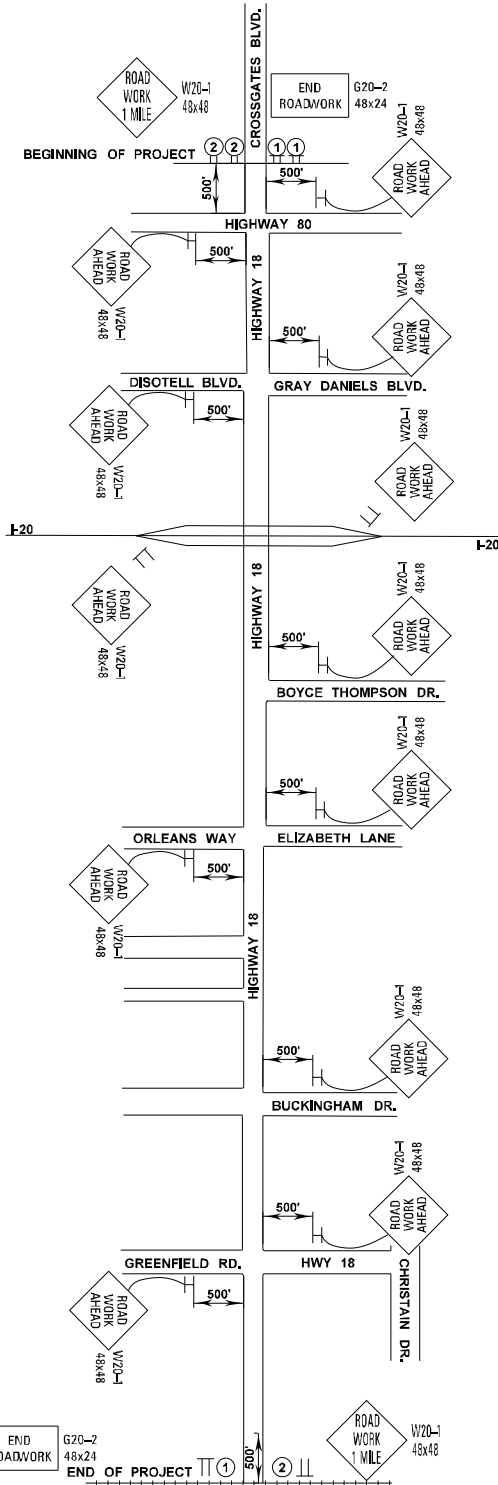 CROSSGATES BLVD.
ROAD
WORK
1 MILE
W20-1
48x48
END
ROADWORK
G20-2
48x24
BEGINNING OF PROJECT
2
2
1
1
500'
500'
ROAD
WORK
AHEAD
W20-1
48x48
HIGHWAY 80
ROAD
WORK
AHEAD
W20-1
48x48
500'
HIGHWAY 18
500'
ROAD
WORK
AHEAD
W20-1
48x48
DISOTELL BLVD.
GRAY DANIELS BLVD.
ROAD
WORK
AHEAD
W20-1
48x48
500'
ROAD
WORK
AHEAD
W20-1
48x48
I-20
I-20
ROAD
WORK
AHEAD
W20-1
48x48
HIGHWAY 18
500'
ROAD
WORK
AHEAD
W20-1
48x48
BOYCE THOMPSON DR.
500'
ROAD
WORK
AHEAD
W20-1
48x48
ORLEANS WAY
ELIZABETH LANE
ROAD
WORK
AHEAD
W20-1
48x48
500'
HIGHWAY 18
500'
ROAD
WORK
AHEAD
W20-1
48x48
BUCKINGHAM DR.
500'
ROAD
WORK
AHEAD
W20-1
48x48
GREENFIELD RD.
HWY 18
CHRISTAIN DR.
ROAD
WORK
AHEAD
W20-1
48x48
500'
END
ROADWORK
G20-2
48x24
END OF PROJECT
1
500'
2
ROAD
WORK
1 MILE
W20-1
48x48